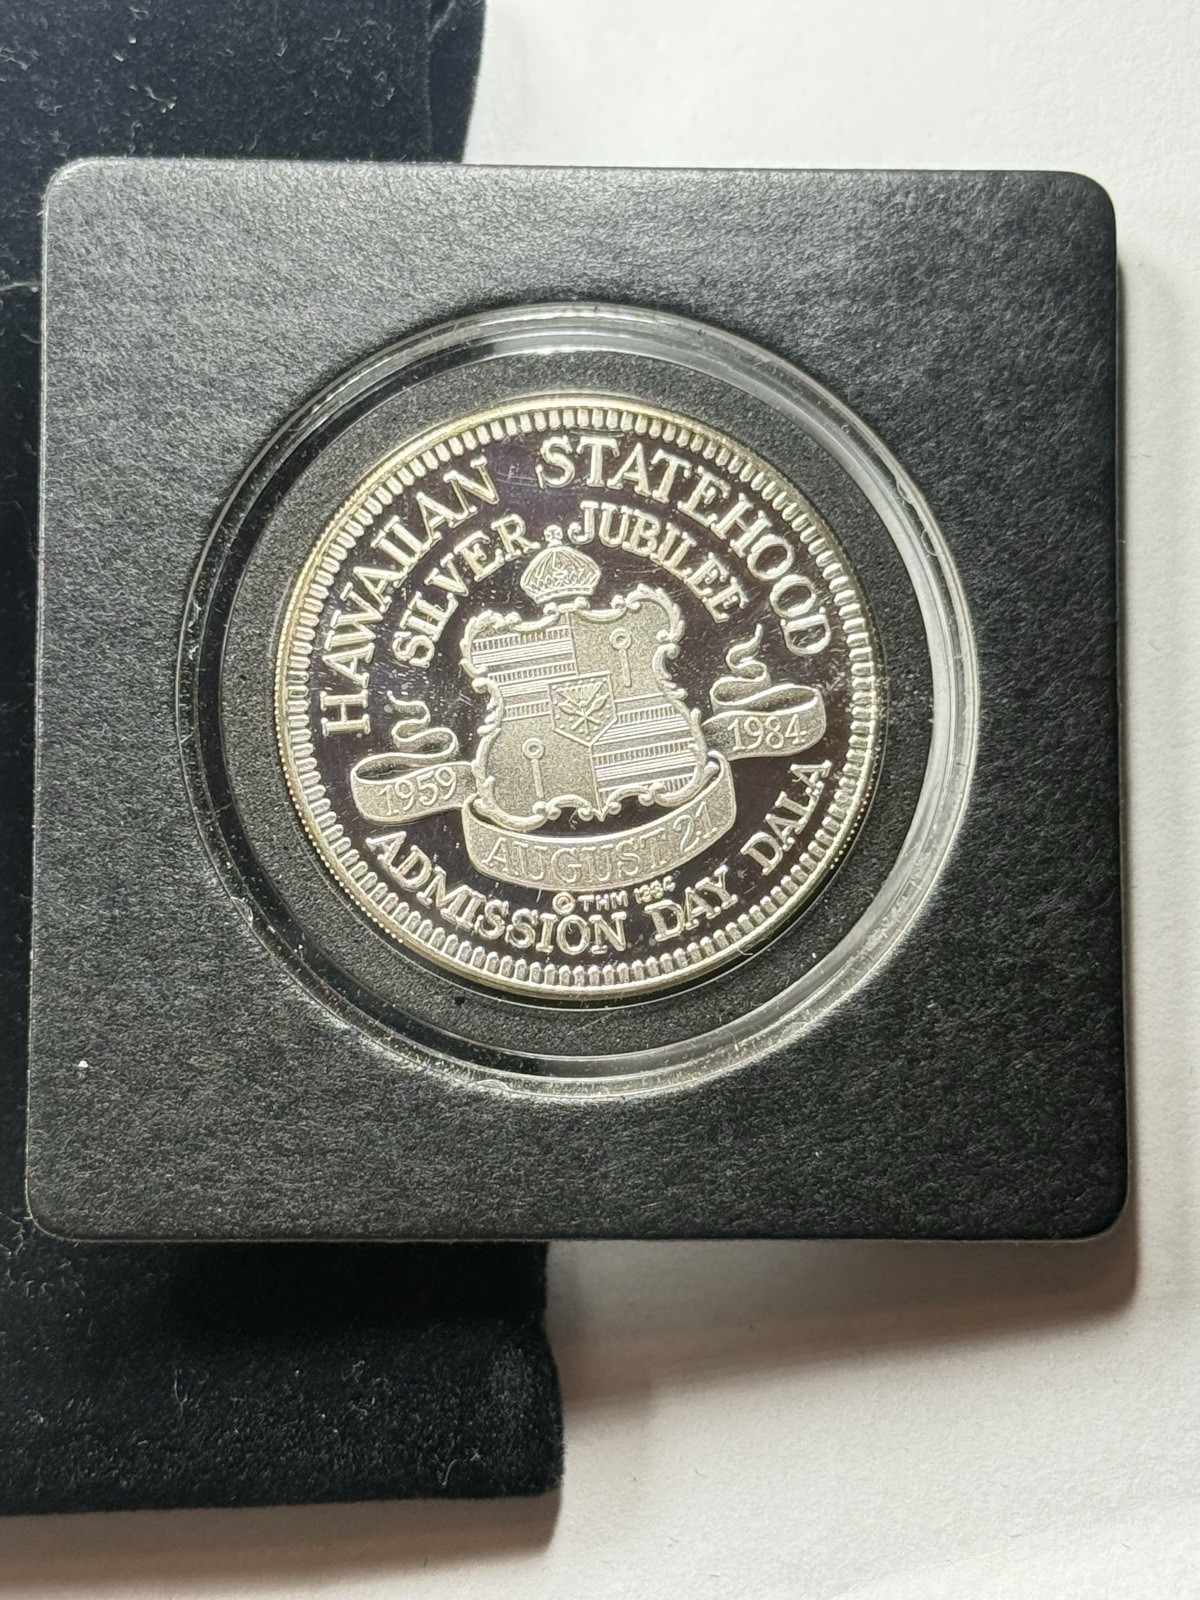 HAWAIIAN STATEHOOD
SILVER JUBILEE
1959
1984
AUGUST 21
© THM 1984
ADMISSION DAY DALA